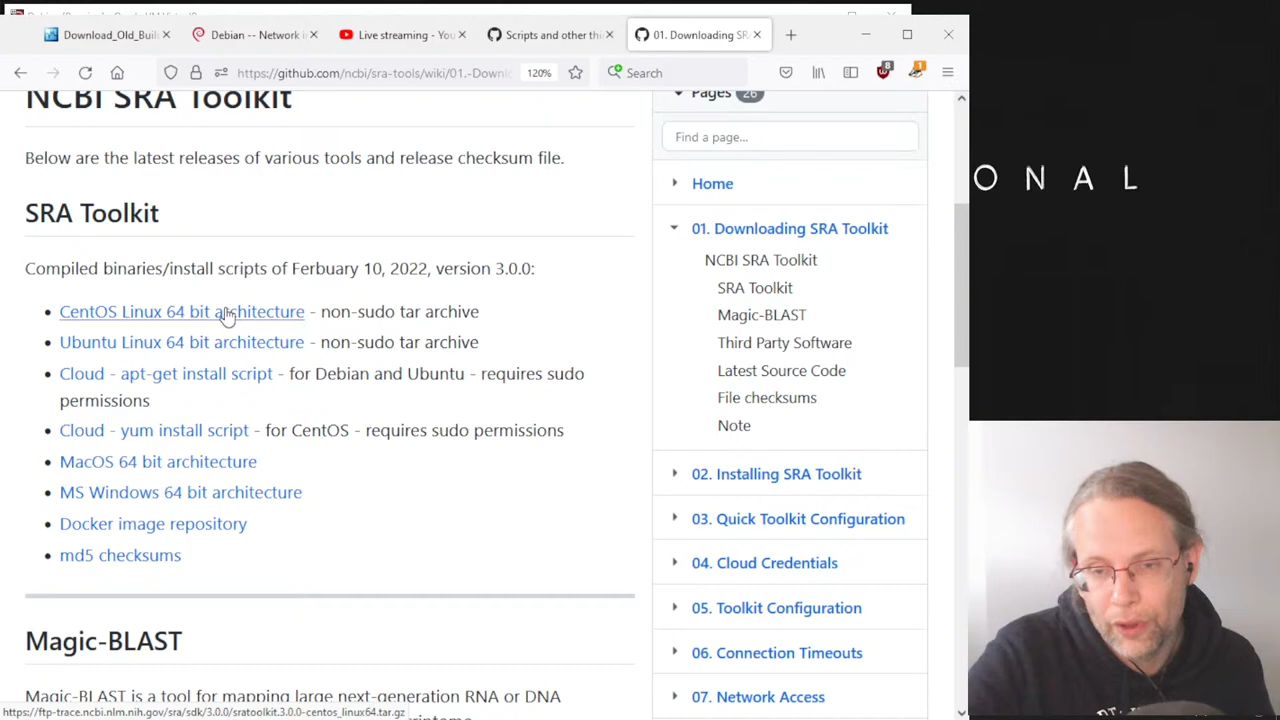 Download_Old_Buil
Debian -- Network in
Live streaming - You
Scripts and other thi
01. Downloading SR
https://github.com/ncbi/sra-tools/wiki/01.-Downl
120%
Search
8
1
NCBI SRA Toolkit
Below are the latest releases of various tools and release checksum file.
SRA Toolkit
Compiled binaries/install scripts of Ferbuary 10, 2022, version 3.0.0:
CentOS Linux 64 bit architecture - non-sudo tar archive
Ubuntu Linux 64 bit architecture - non-sudo tar archive
Cloud - apt-get install script - for Debian and Ubuntu - requires sudo
permissions
Cloud - yum install script - for CentOS - requires sudo permissions
MacOS 64 bit architecture
MS Windows 64 bit architecture
Docker image repository
md5 checksums
Magic-BLAST
Magic-BLAST is a tool for mapping large next-generation RNA or DNA
https://ftp-trace.ncbi.nlm.nih.gov/sra/sdk/3.0.0/sratoolkit.3.0.0-centos_linux64.tar.gz
Pages 26
Find a page...
Home
01. Downloading SRA Toolkit
NCBI SRA Toolkit
SRA Toolkit
Magic-BLAST
Third Party Software
Latest Source Code
File checksums
Note
02. Installing SRA Toolkit
03. Quick Toolkit Configuration
04. Cloud Credentials
05. Toolkit Configuration
06. Connection Timeouts
07. Network Access
O N A L